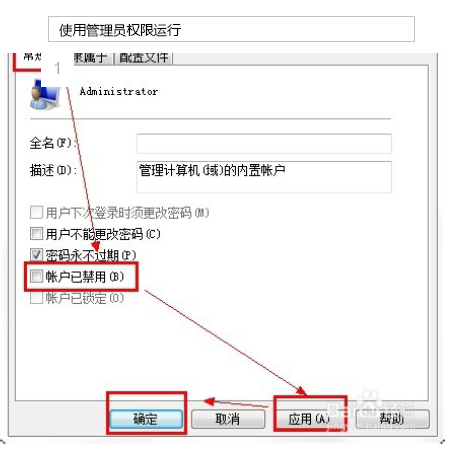 使用管理员权限运行
常规 隶属于 配置文件
1
Administrator
全名(F):
描述(D): 管理计算机(域)的内置帐户
用户下次登录时须更改密码(M)
用户不能更改密码(C)
密码永不过期(P)
帐户已禁用(B)
帐户已锁定(O)
确定 取消 应用(A) 帮助